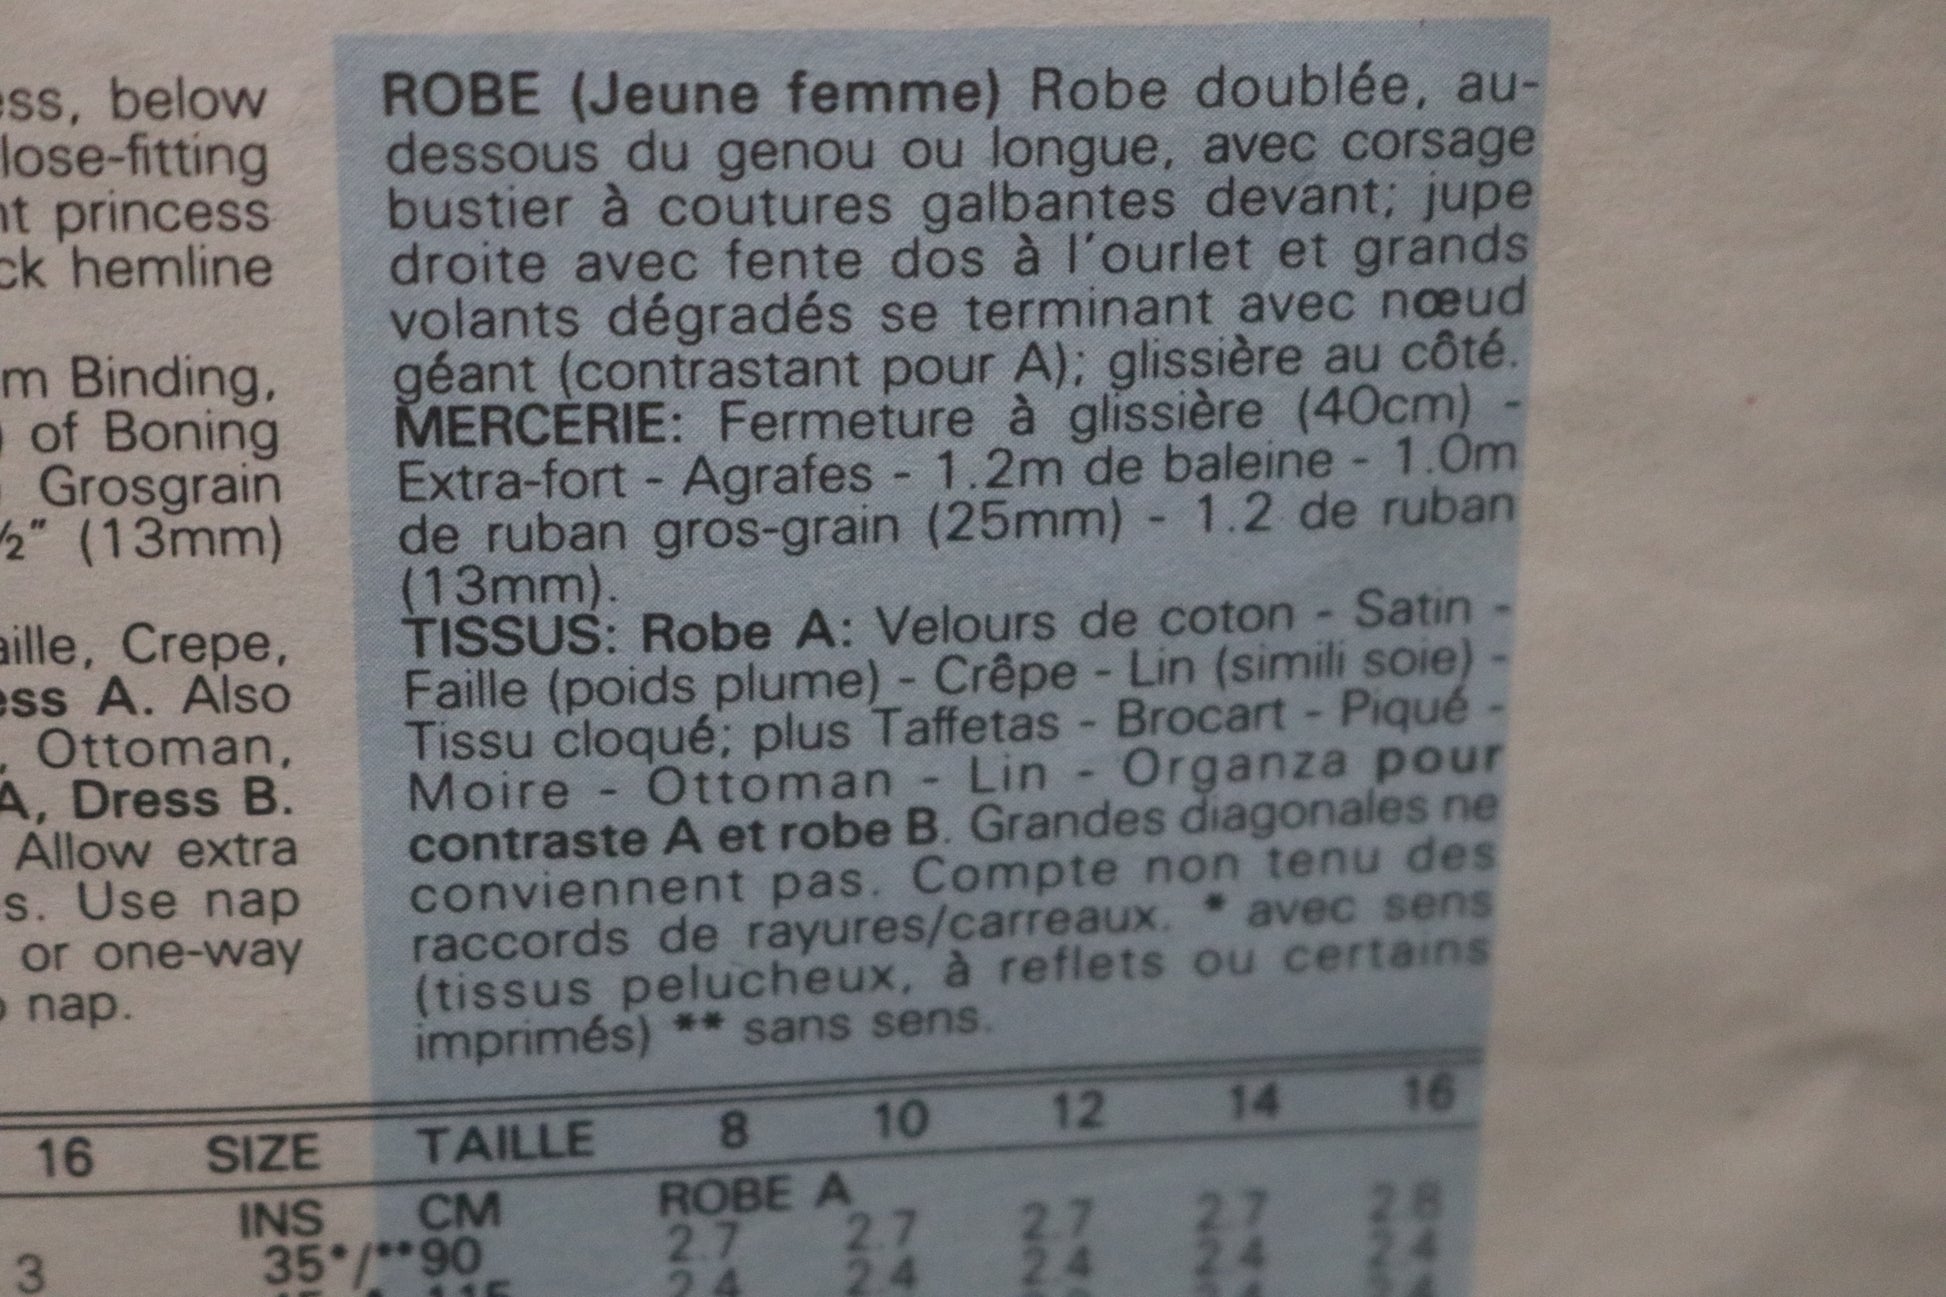 ess, below
lose-fitting
nt princess
ck hemline
m Binding,
) of Boning
Grosgrain
½" (13mm)
aille, Crepe,
ess A. Also
, Ottoman,
A, Dress B.
Allow extra
s. Use nap
or one-way
o nap.
ROBE (Jeune femme) Robe doublée, au-
dessous du genou ou longue, avec corsage
bustier à coutures galbantes devant; jupe
droite avec fente dos à l'ourlet et grands
volants dégradés se terminant avec nœud
géant (contrastant pour A); glissière au côté.
MERCERIE: Fermeture à glissière (40cm) -
Extra-fort - Agrafes - 1.2m de baleine - 1.0m
de ruban gros-grain (25mm) - 1.2 de ruban
(13mm).
TISSUS: Robe A: Velours de coton - Satin -
Faille (poids plume) - Crêpe - Lin (simili soie) -
Tissu cloqué; plus Taffetas - Brocart - Piqué -
Moire - Ottoman - Lin - Organza pour
contraste A et robe B. Grandes diagonales ne
conviennent pas. Compte non tenu des
raccords de rayures/carreaux. * avec sens
(tissus pelucheux, à reflets ou certains
imprimés) ** sans sens.
16 SIZE TAILLE 8 10 12 14 16
INS CM ROBE A
3 35*/**90 2.7 2.7 2.7 2.7 2.8
115 2.4 2.4 2.4 2.4 2.4